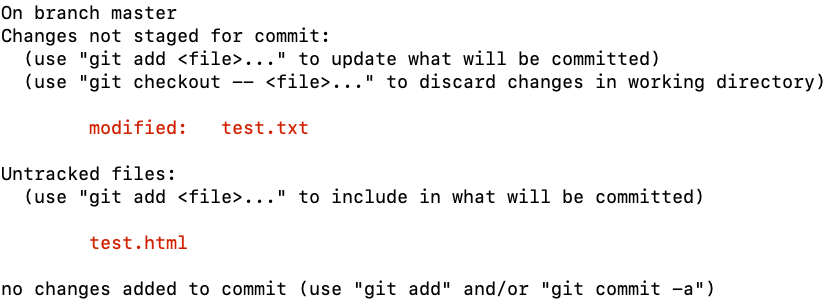 On branch master
Changes not staged for commit:
  (use "git add <file>..." to update what will be committed)
  (use "git checkout -- <file>..." to discard changes in working directory)
        modified:   test.txt
Untracked files:
  (use "git add <file>..." to include in what will be committed)
        test.html
no changes added to commit (use "git add" and/or "git commit -a")